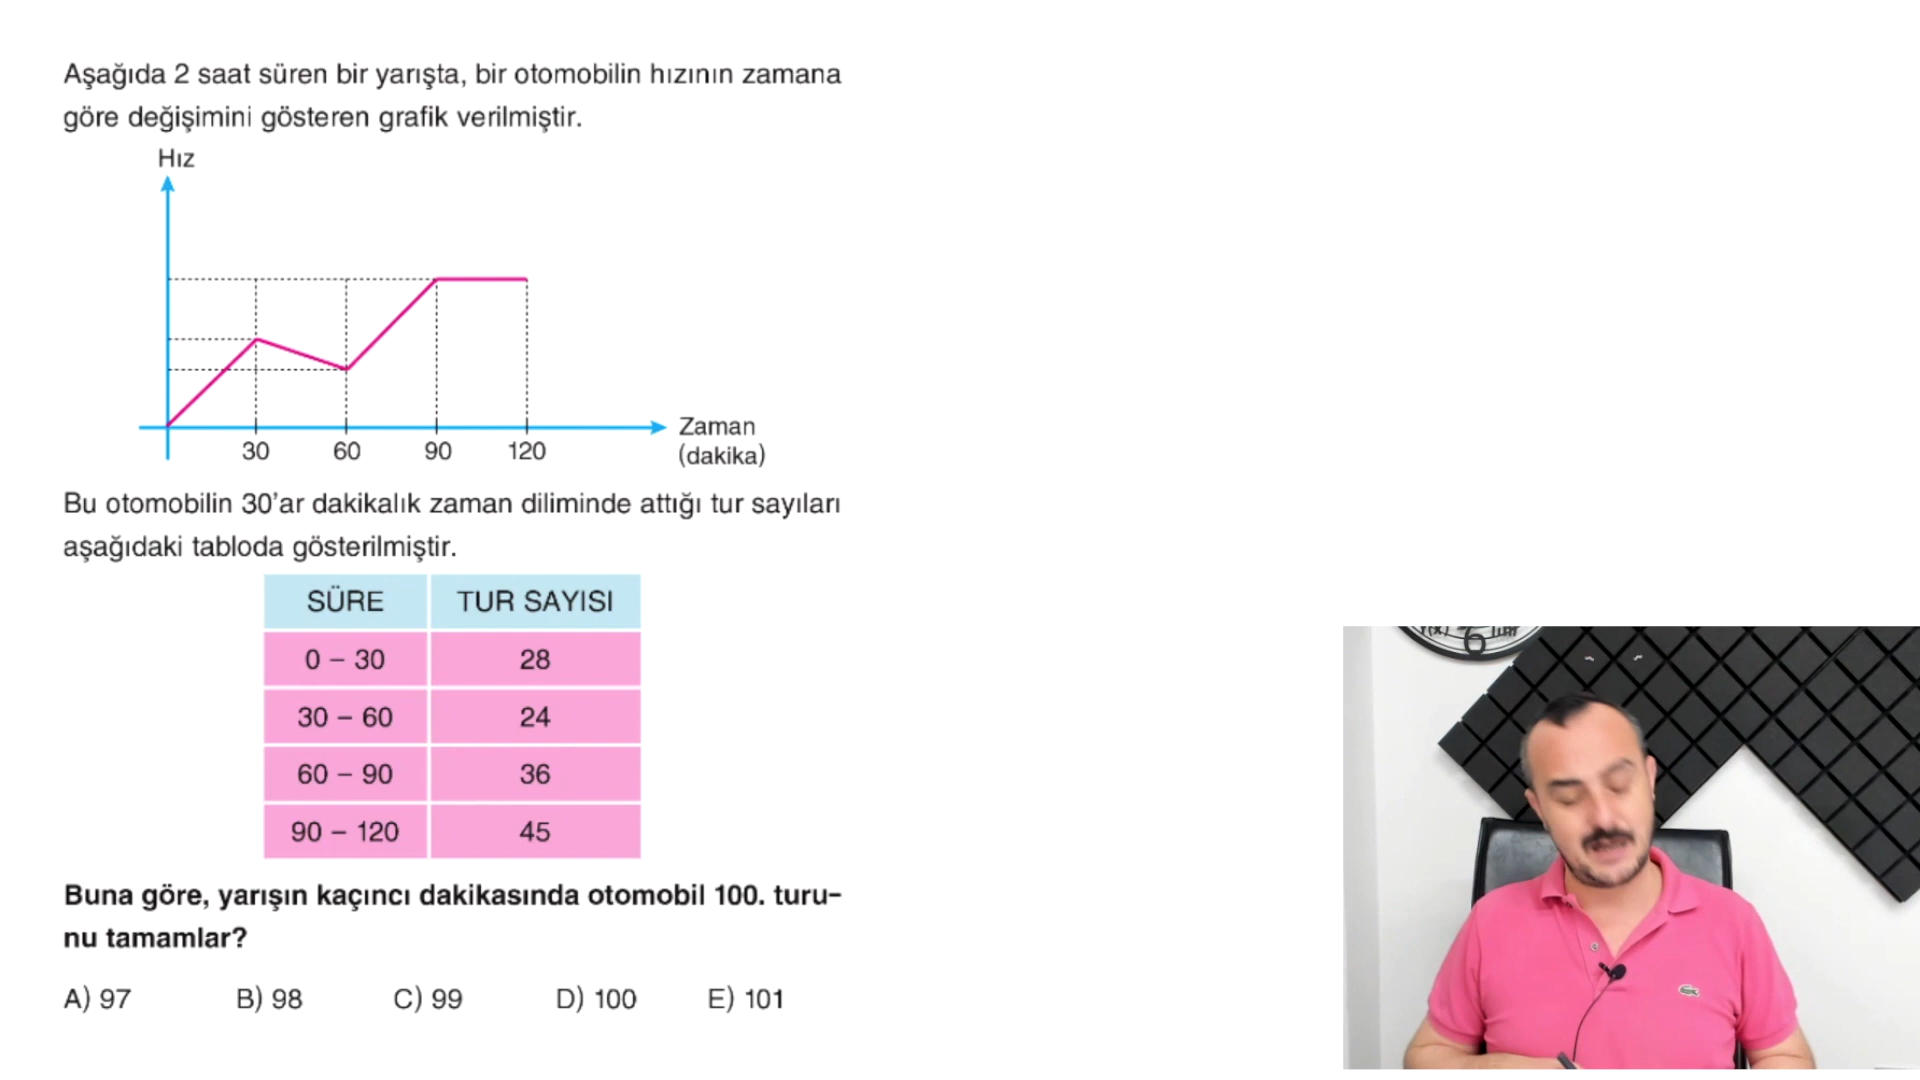 Aşağıda 2 saat süren bir yarışta, bir otomobilin hızının zamana
göre değişimini gösteren grafik verilmiştir.
Hız
Zaman
(dakika)
30 60 90 120
Bu otomobilin 30'ar dakikalık zaman diliminde attığı tur sayıları
aşağıdaki tabloda gösterilmiştir.
SÜRE TUR SAYISI
0 – 30 28
30 – 60 24
60 – 90 36
90 – 120 45
Buna göre, yarışın kaçıncı dakikasında otomobil 100. turu-
nu tamamlar?
A) 97 B) 98 C) 99 D) 100 E) 101